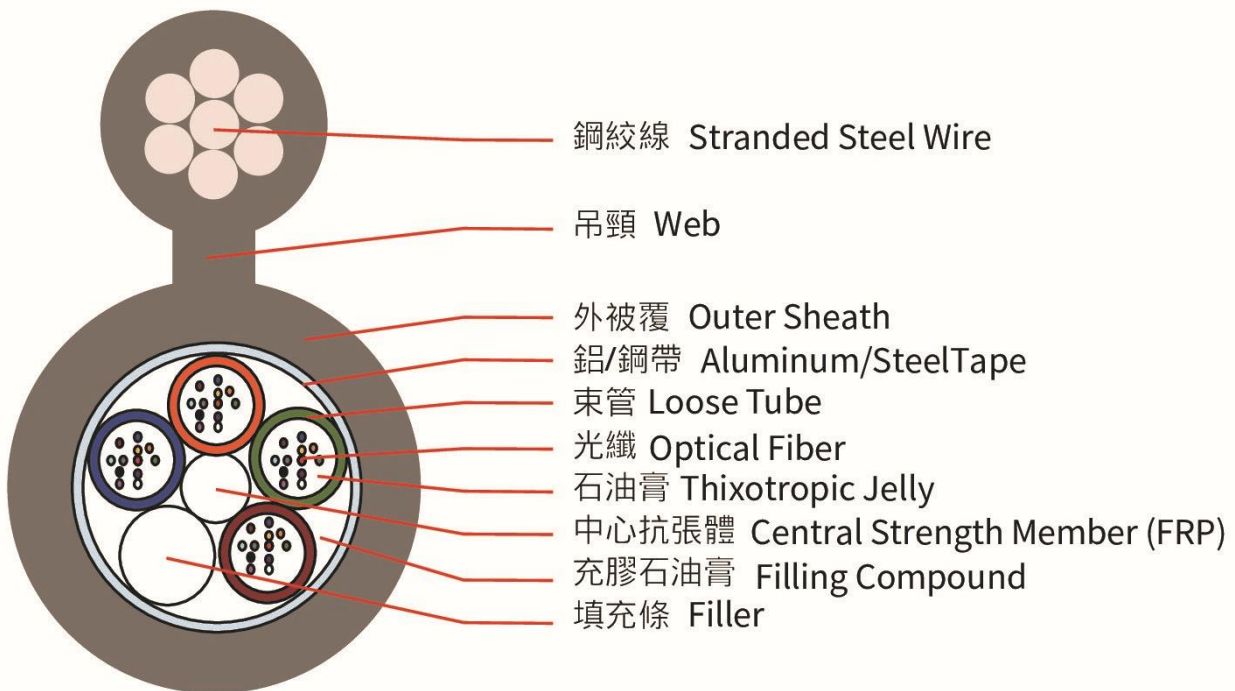 鋼絞線 Stranded Steel Wire
吊頸 Web
外被覆 Outer Sheath
鋁/鋼帶 Aluminum/SteelTape
束管 Loose Tube
光纖 Optical Fiber
石油膏 Thixotropic Jelly
中心抗張體 Central Strength Member (FRP)
充膠石油膏 Filling Compound
填充條 Filler